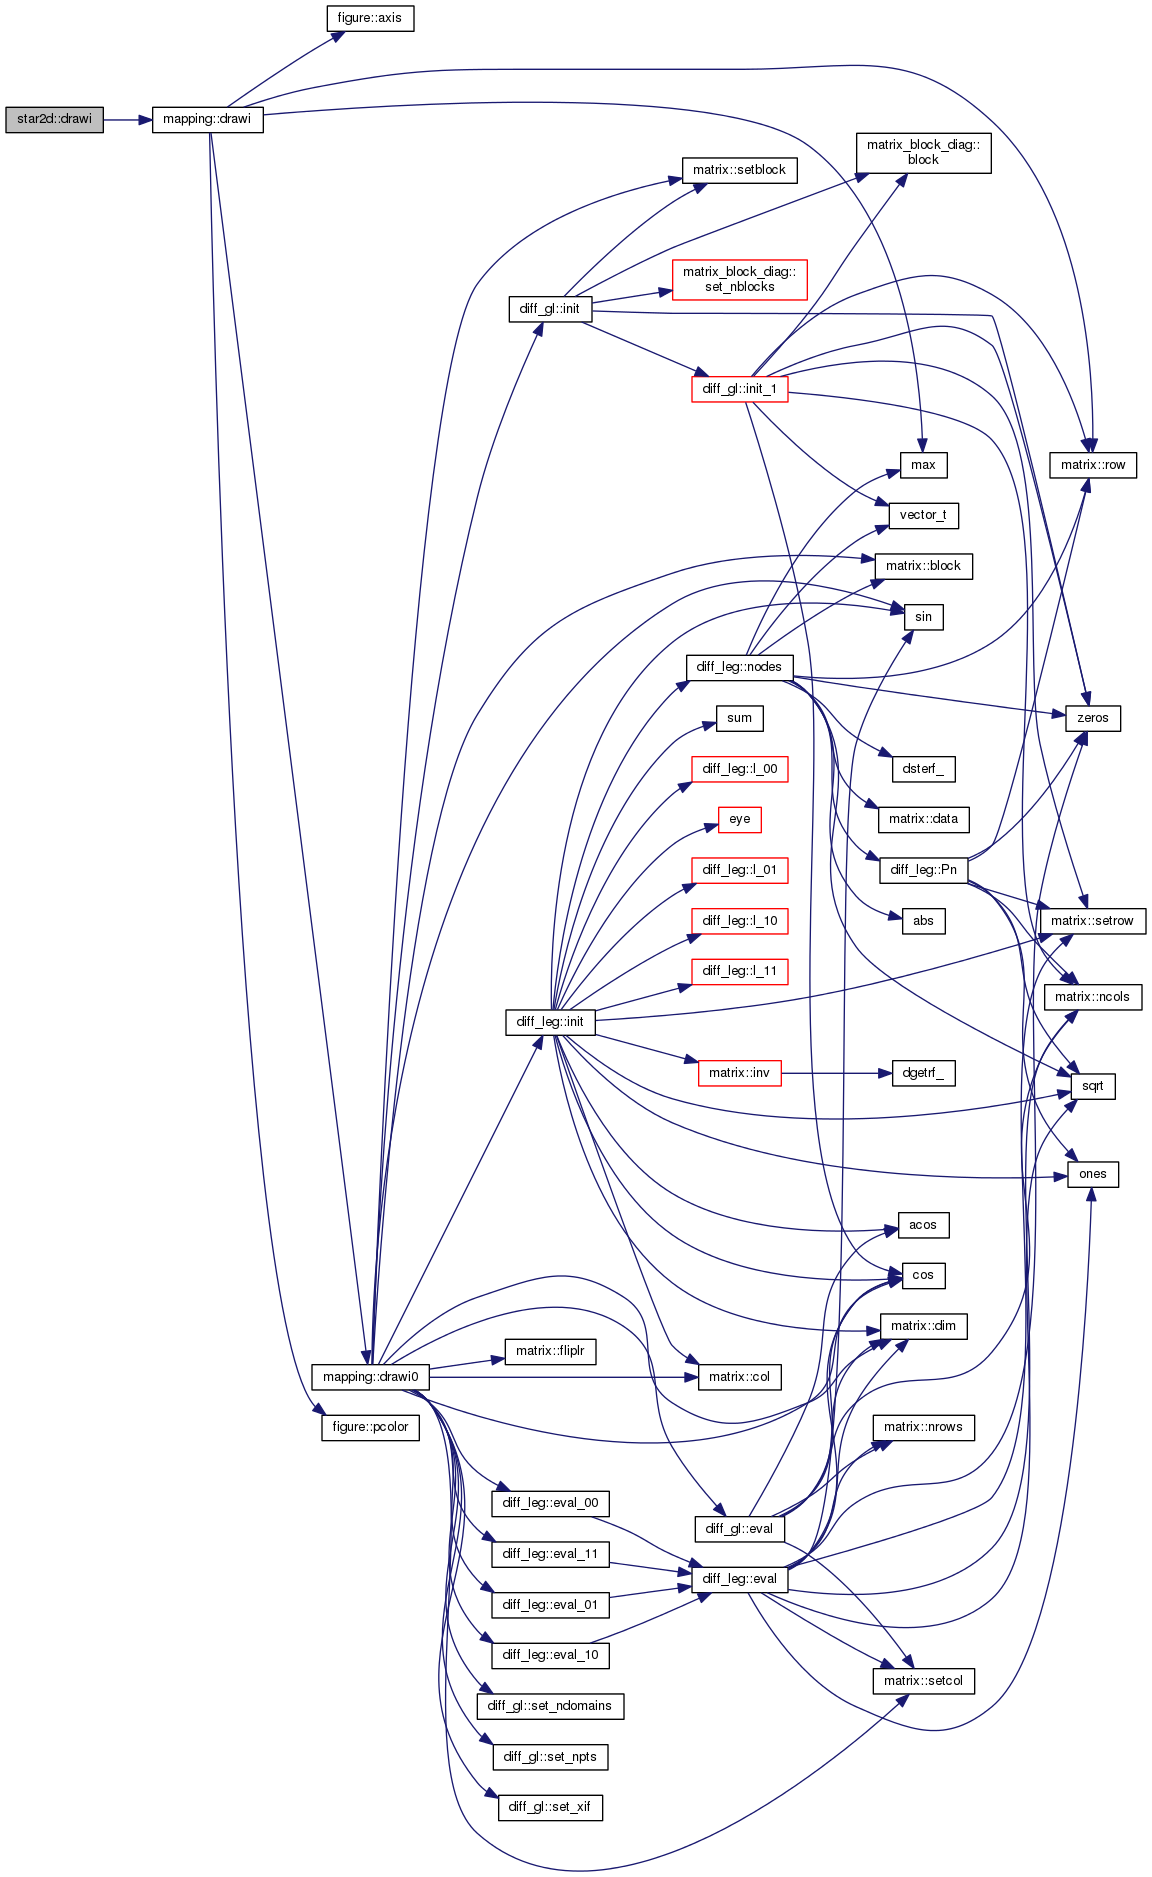 figure::axis
star2d::drawi
mapping::drawi
matrix_block_diag::
block
matrix::setblock
matrix_block_diag::
set_nblocks
diff_gl::init
diff_gl::init_1
max
matrix::row
vector_t
matrix::block
sin
diff_leg::nodes
sum
zeros
diff_leg::l_00
dsterf_
eye
matrix::data
diff_leg::l_01
diff_leg::Pn
diff_leg::l_10
abs
matrix::setrow
diff_leg::l_11
matrix::ncols
diff_leg::init
matrix::inv
dgetrf_
sqrt
ones
acos
cos
matrix::dim
matrix::fliplr
mapping::drawi0
matrix::col
figure::pcolor
matrix::nrows
diff_leg::eval_00
diff_gl::eval
diff_leg::eval_11
diff_leg::eval
diff_leg::eval_01
diff_leg::eval_10
matrix::setcol
diff_gl::set_ndomains
diff_gl::set_npts
diff_gl::set_xif